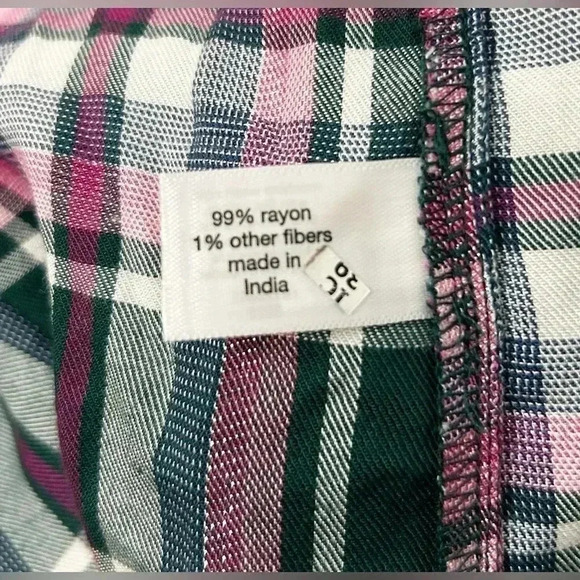 99% rayon
1% other fibers
made in
India